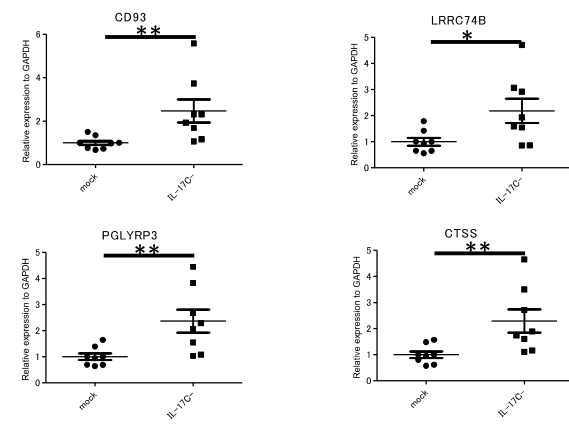 CD93
**
Relative expression to GAPDH
6
4
2
0
mock
IL-17C-
LRRC74B
*
Relative expression to GAPDH
5
4
3
2
1
0
mock
IL-17C-
PGLYRP3
**
Relative expression to GAPDH
5
4
3
2
1
0
mock
IL-17C-
CTSS
**
Relative expression to GAPDH
5
4
3
2
1
0
mock
IL-17C-